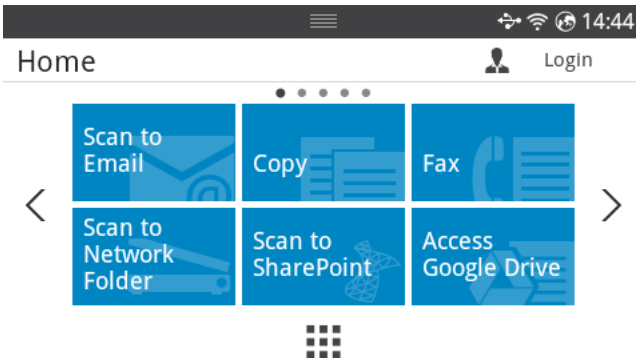 14:44
Home
Login
Scan to
Email
Copy
Fax
Scan to
Network
Folder
Scan to
SharePoint
Access
Google Drive